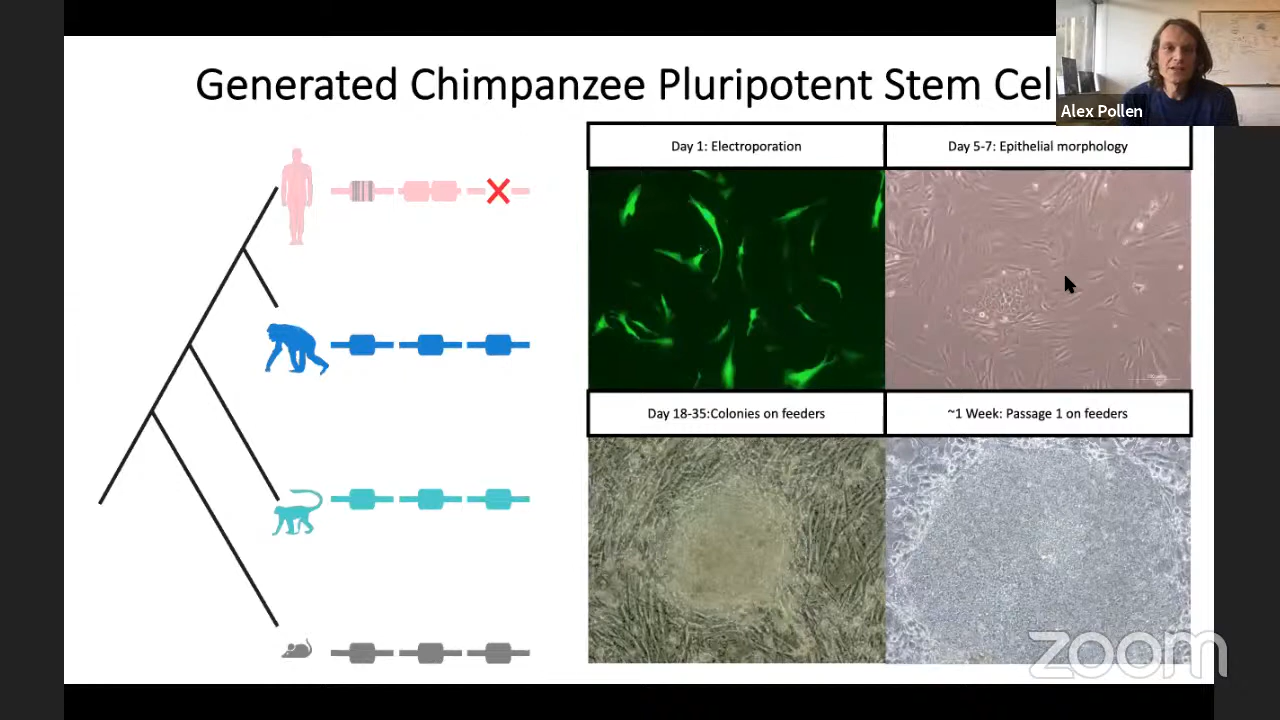 Generated Chimpanzee Pluripotent Stem Cel
Alex Pollen
Day 1: Electroporation
Day 5-7: Epithelial morphology
Day 18-35:Colonies on feeders
~1 Week: Passage 1 on feeders
zoom